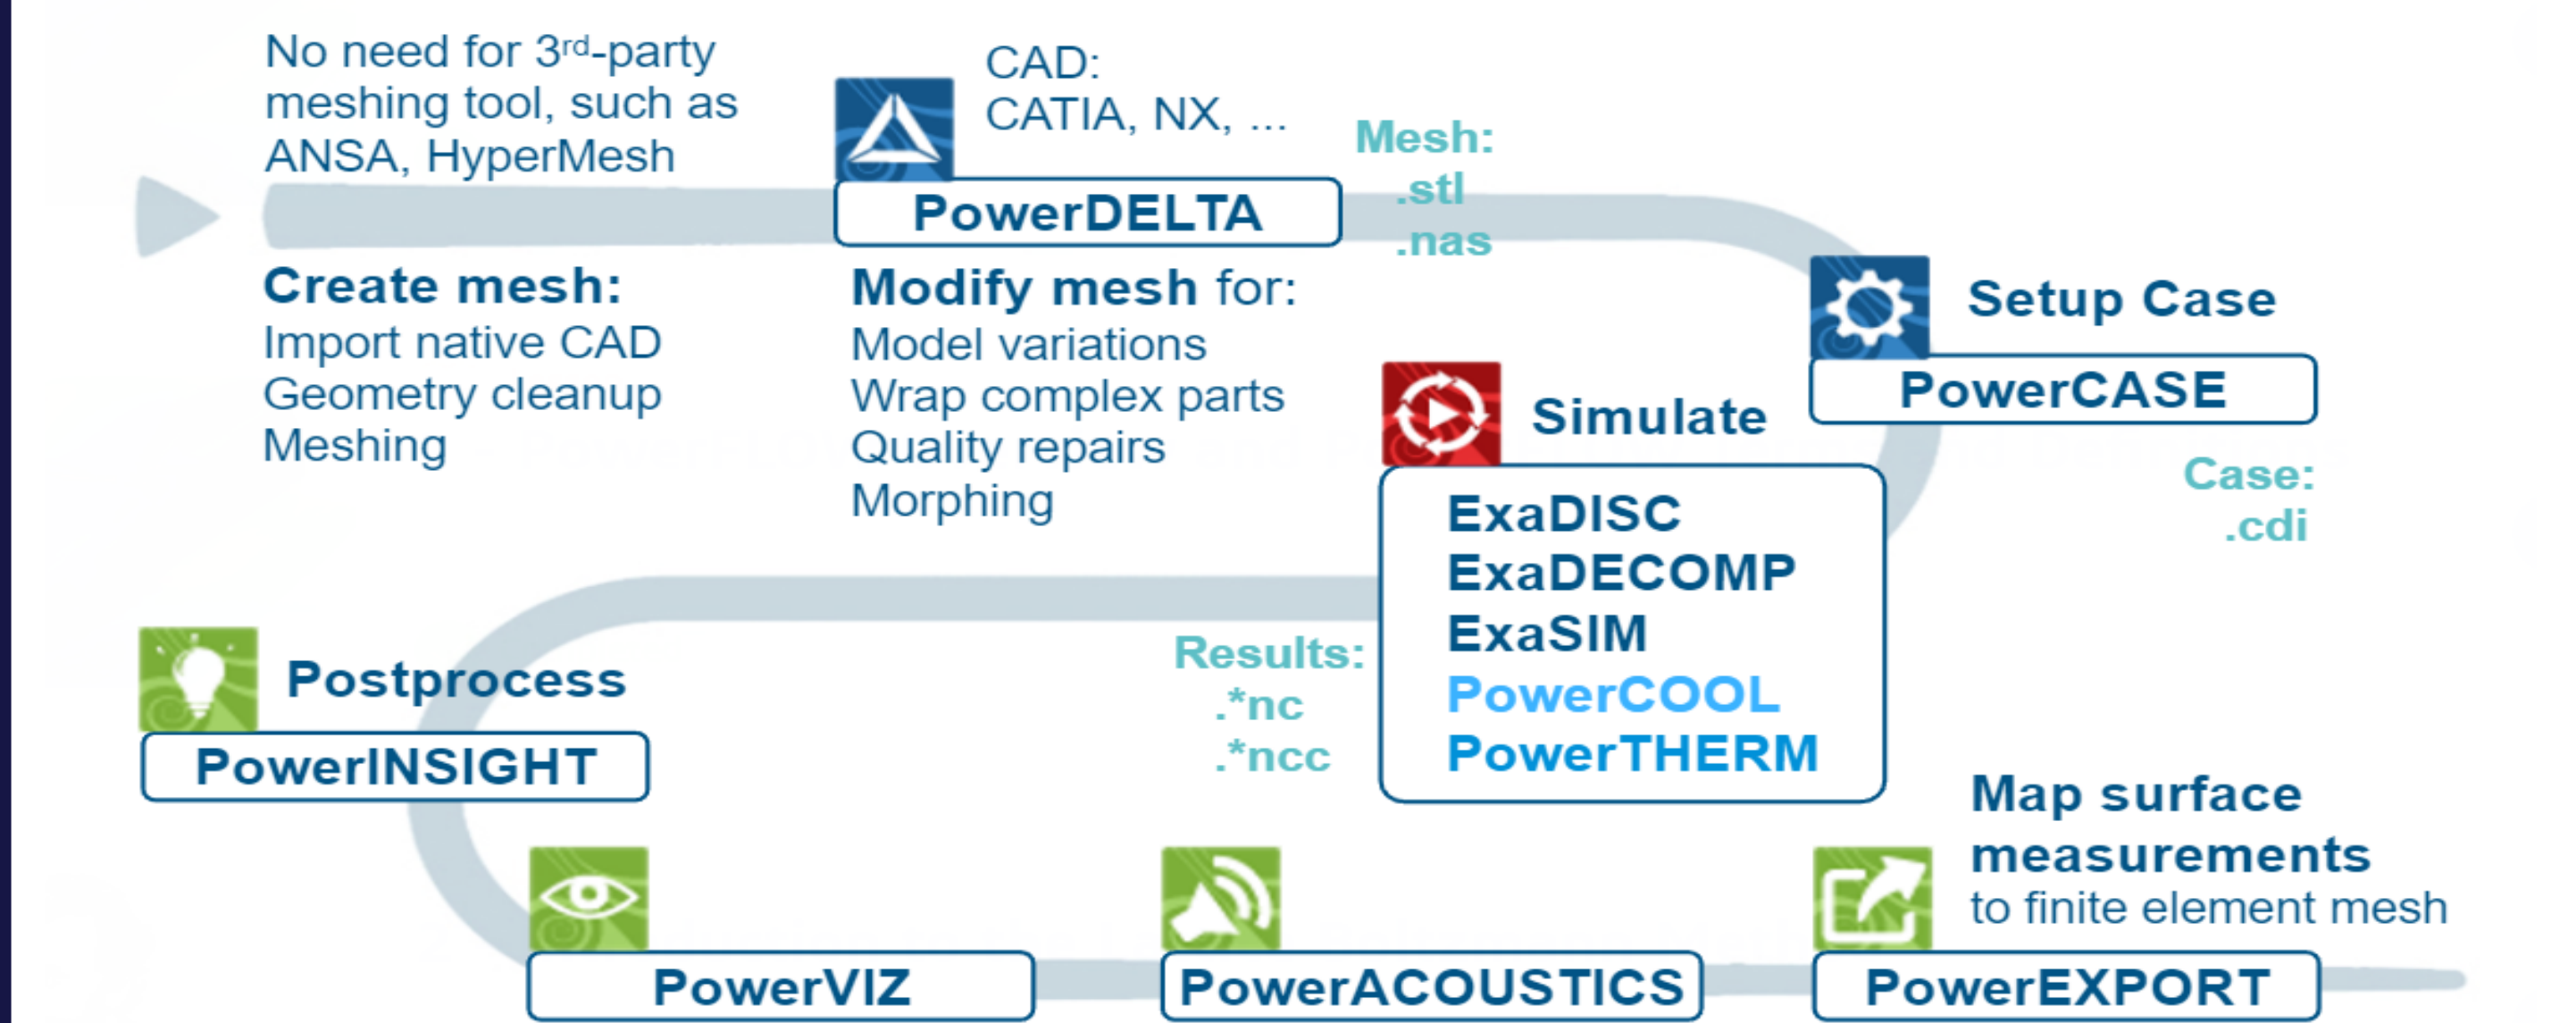 No need for 3rd-party
meshing tool, such as
ANSA, HyperMesh
CAD:
CATIA, NX, ...
PowerDELTA
Mesh:
.stl
.nas
Create mesh:
Import native CAD
Geometry cleanup
Meshing
Modify mesh for:
Model variations
Wrap complex parts
Quality repairs
Morphing
Setup Case
PowerCASE
Case:
.cdi
Simulate
ExaDISC
ExaDECOMP
ExaSIM
PowerCOOL
PowerTHERM
Results:
.*nc
.*ncc
Postprocess
PowerINSIGHT
PowerVIZ
PowerACOUSTICS
Map surface
measurements
to finite element mesh
PowerEXPORT